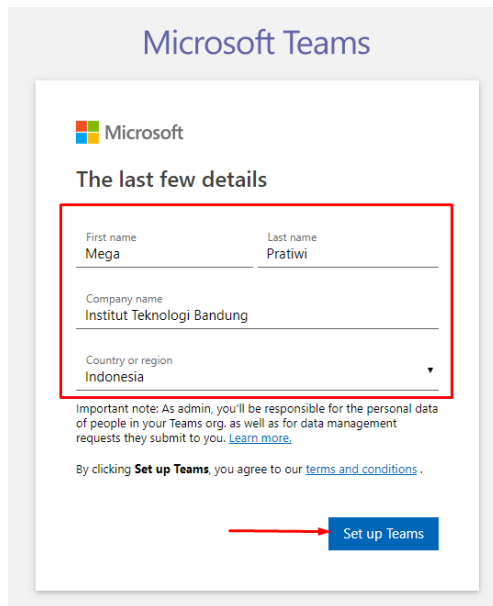 Microsoft Teams
Microsoft
The last few details
First name Last name
Mega Pratiwi
Company name
Institut Teknologi Bandung
Country or region
Indonesia
Important note: As admin, you'll be responsible for the personal data
of people in your Teams org. as well as for data management
requests they submit to you. Learn more.
By clicking Set up Teams, you agree to our terms and conditions .
Set up Teams